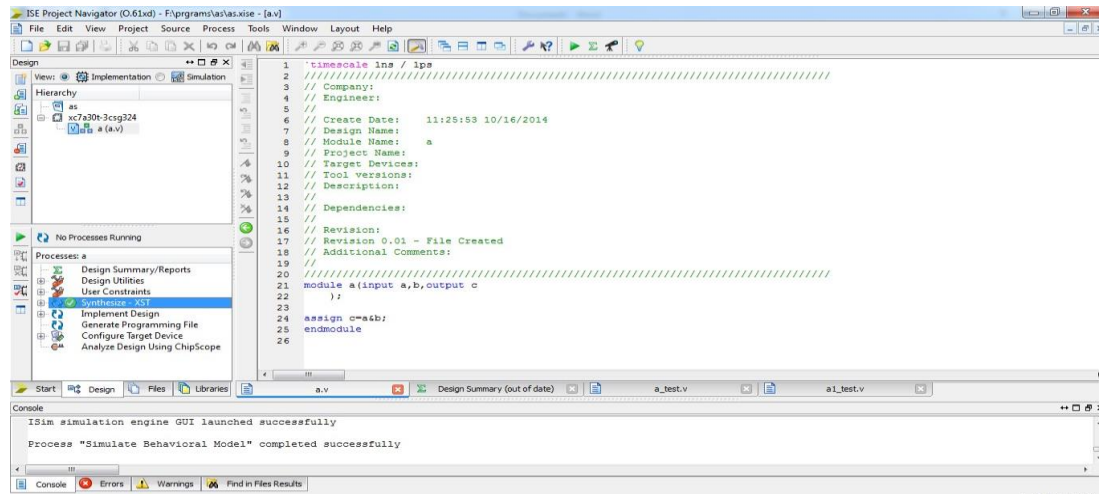 ISE Project Navigator (O.61xd) - F:\prgrams\as\as.xise - [a.v]
File Edit View Project Source Process Tools Window Layout Help
Design
View: Implementation Simulation
Hierarchy
as
xc7a30t-3csg324
a (a.v)
No Processes Running
Processes: a
Design Summary/Reports
Design Utilities
User Constraints
Synthesize - XST
Implement Design
Generate Programming File
Configure Target Device
Analyze Design Using ChipScope
1 `timescale 1ns / 1ps
2 //////////////////////////////////////////////////////////////////////////////////
3 // Company:
4 // Engineer:
5 //
6 // Create Date: 11:25:53 10/16/2014
7 // Design Name:
8 // Module Name: a
9 // Project Name:
10 // Target Devices:
11 // Tool versions:
12 // Description:
13 //
14 // Dependencies:
15 //
16 // Revision:
17 // Revision 0.01 - File Created
18 // Additional Comments:
19 //
20 //////////////////////////////////////////////////////////////////////////////////
21 module a(input a,b,output c
22 );
23
24 assign c=a&b;
25 endmodule
26
Start Design Files Libraries
a.v Design Summary (out of date) a_test.v a1_test.v
Console
ISim simulation engine GUI launched successfully
Process "Simulate Behavioral Model" completed successfully
Console Errors Warnings Find in Files Results